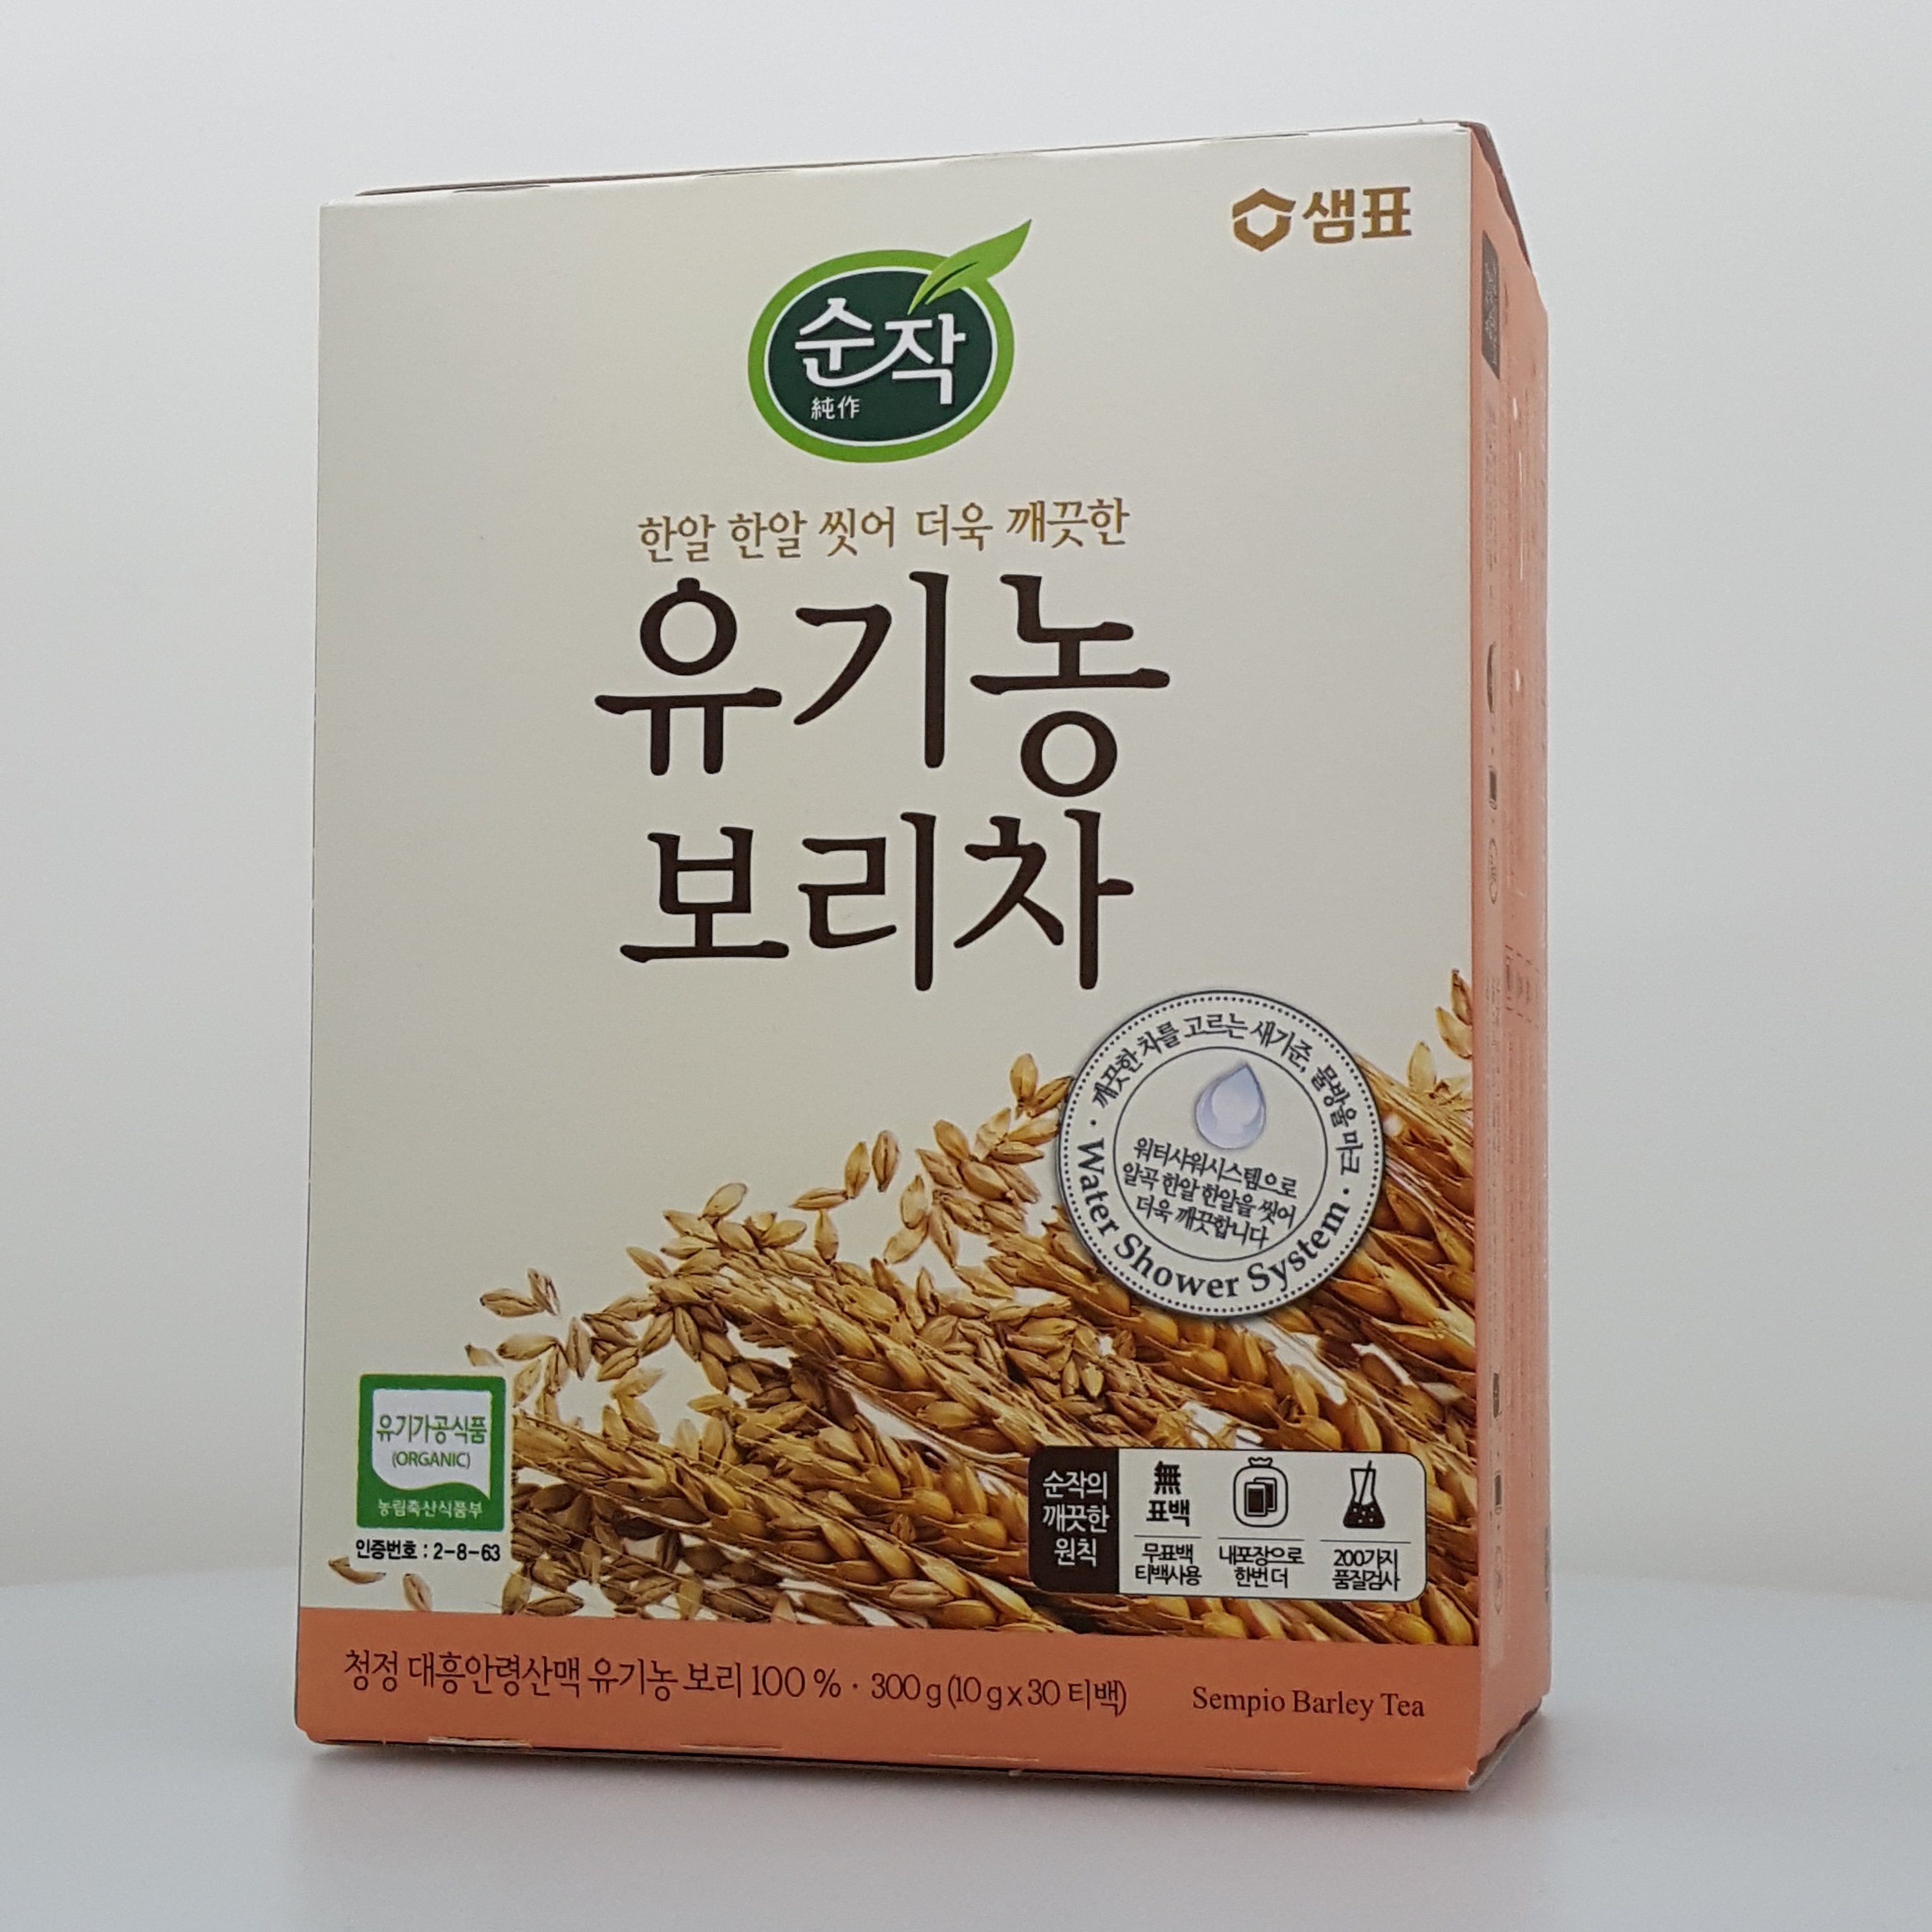 샘표
순작
純作
한알 한알 씻어 더욱 깨끗한
유기농
보리차
깨끗한 차를 고르는 새기준, 물방울 마크
워터샤워시스템으로
알곡 한알 한알을 씻어
더욱 깨끗합니다
Water Shower System
유기가공식품
(ORGANIC)
농림축산식품부
인증번호 : 2-8-63
순작의
깨끗한
원칙
無
표백
무표백
티백사용
내포장으로
한번 더
200가지
품질검사
청정 대흥안령산맥 유기농 보리 100 % · 300g (10g x 30 티백)
Sempio Barley Tea